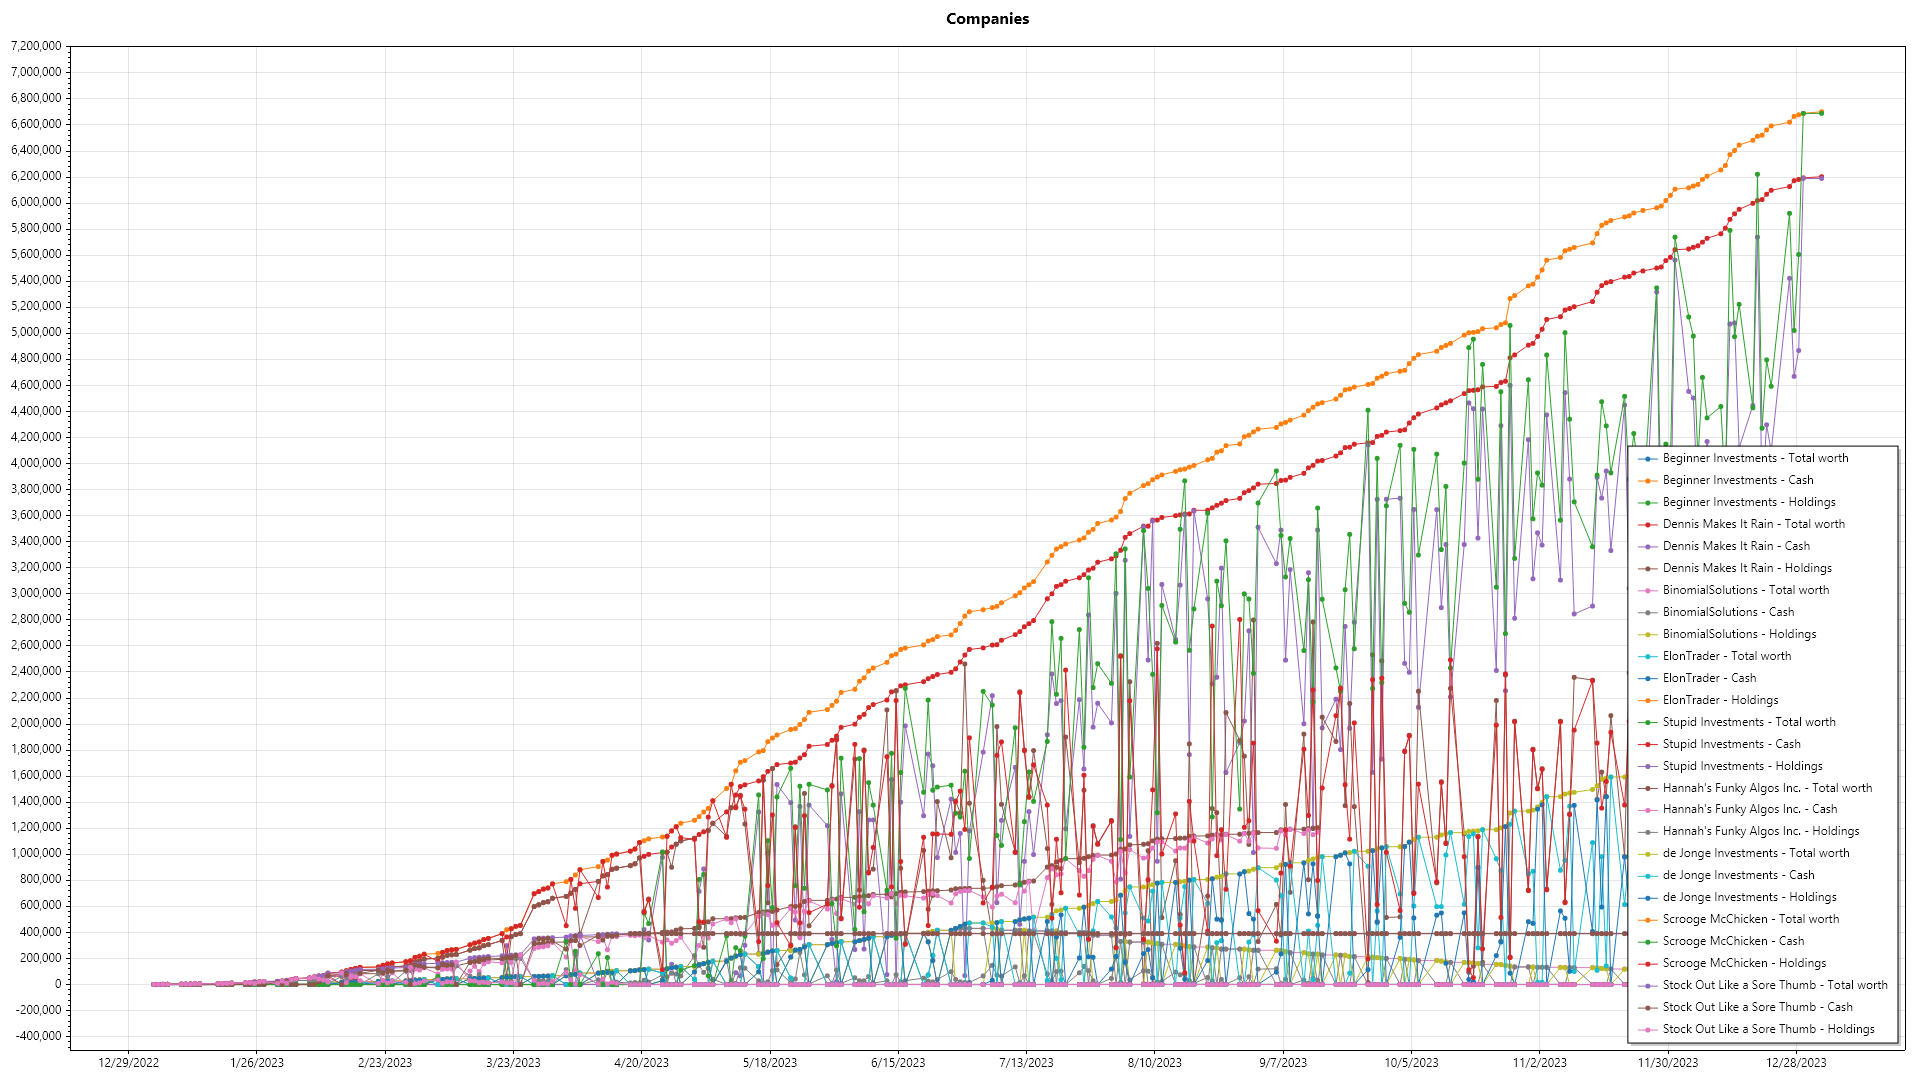 Companies
7,200,000
7,000,000
6,800,000
6,600,000
6,400,000
6,200,000
6,000,000
5,800,000
5,600,000
5,400,000
5,200,000
5,000,000
4,800,000
4,600,000
4,400,000
4,200,000
4,000,000
3,800,000
3,600,000
3,400,000
3,200,000
3,000,000
2,800,000
2,600,000
2,400,000
2,200,000
2,000,000
1,800,000
1,600,000
1,400,000
1,200,000
1,000,000
800,000
600,000
400,000
200,000
0
-200,000
-400,000
Beginner Investments - Total worth
Beginner Investments - Cash
Beginner Investments - Holdings
Dennis Makes It Rain - Total worth
Dennis Makes It Rain - Cash
Dennis Makes It Rain - Holdings
BinomialSolutions - Total worth
BinomialSolutions - Cash
BinomialSolutions - Holdings
ElonTrader - Total worth
ElonTrader - Cash
ElonTrader - Holdings
Stupid Investments - Total worth
Stupid Investments - Cash
Stupid Investments - Holdings
Hannah's Funky Algos Inc. - Total worth
Hannah's Funky Algos Inc. - Cash
Hannah's Funky Algos Inc. - Holdings
de Jonge Investments - Total worth
de Jonge Investments - Cash
de Jonge Investments - Holdings
Scrooge McChicken - Total worth
Scrooge McChicken - Cash
Scrooge McChicken - Holdings
Stock Out Like a Sore Thumb - Total worth
Stock Out Like a Sore Thumb - Cash
Stock Out Like a Sore Thumb - Holdings
12/29/2022 1/26/2023 2/23/2023 3/23/2023 4/20/2023 5/18/2023 6/15/2023 7/13/2023 8/10/2023 9/7/2023 10/5/2023 11/2/2023 11/30/2023 12/28/2023